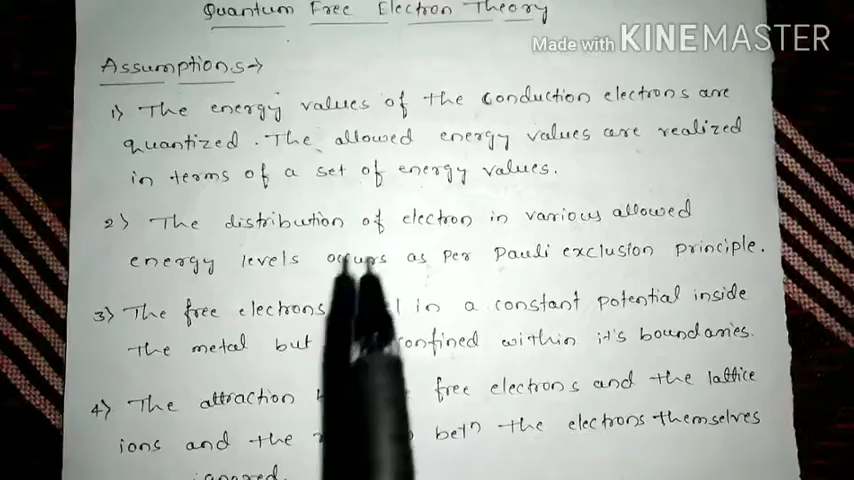 Quantum Free Electron Theory
Made with KINEMASTER
Assumptions→
1) The energy values of the conduction electrons are
quantized. The allowed energy values are realized
in terms of a set of energy values.
2) The distribution of electron in various allowed
energy levels occurs as per Pauli exclusion principle.
3) The free electrons in a constant potential inside
the metal but confined within it's boundaries.
4) The attraction free electrons and the lattice
ions and the betn the electrons themselves
ignored.